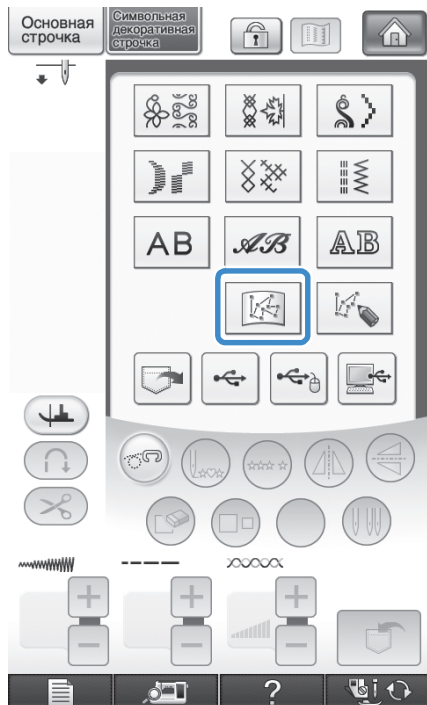 Основная
строчка
Символьная
декоративная
строчка
AB
AB
AB
?
i